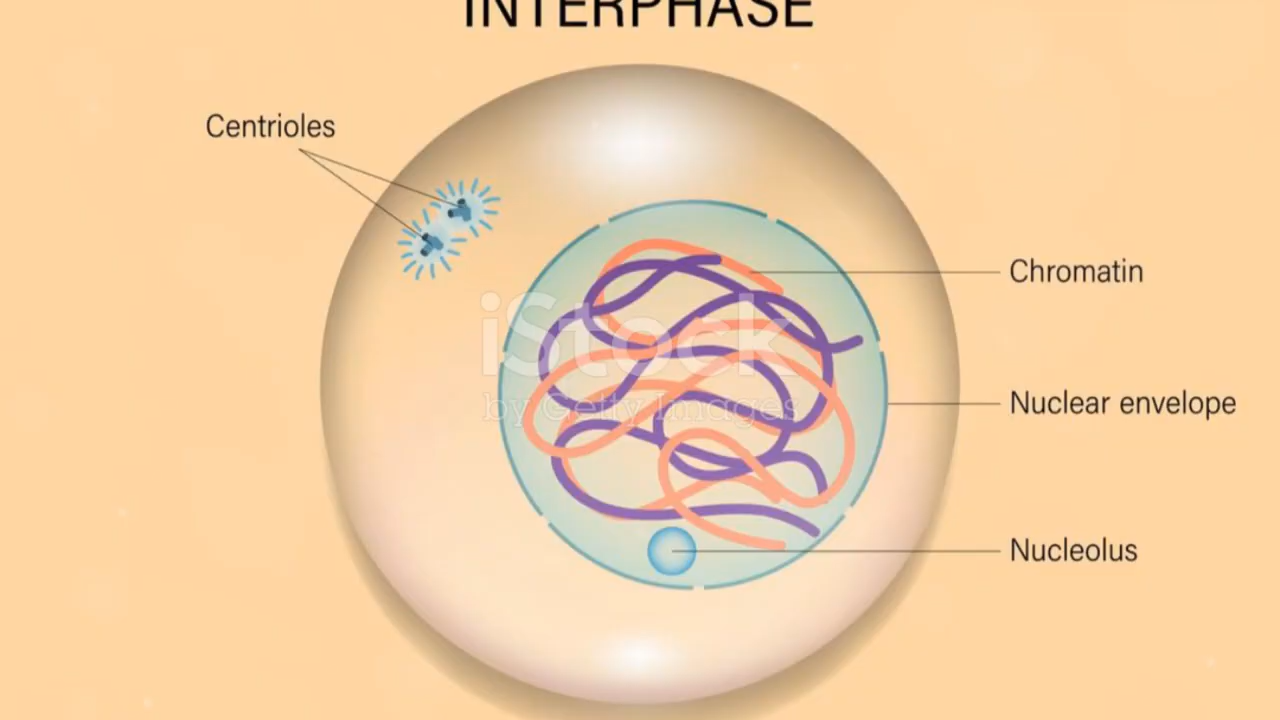 INTERPHASE
Centrioles
Chromatin
iStock
by Getty Images
Nuclear envelope
Nucleolus